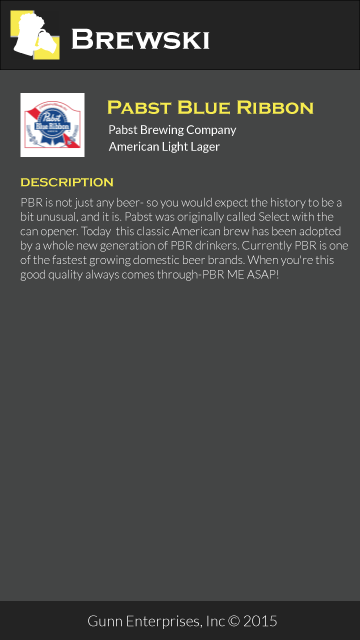 BREWSKI
PABST BLUE RIBBON
Pabst
Blue Ribbon
Pabst Brewing Company
American Light Lager
DESCRIPTION
PBR is not just any beer- so you would expect the history to be a
bit unusual, and it is. Pabst was originally called Select with the
can opener. Today  this classic American brew has been adopted
by a whole new generation of PBR drinkers. Currently PBR is one
of the fastest growing domestic beer brands. When you're this
good quality always comes through-PBR ME ASAP!
Gunn Enterprises, Inc © 2015